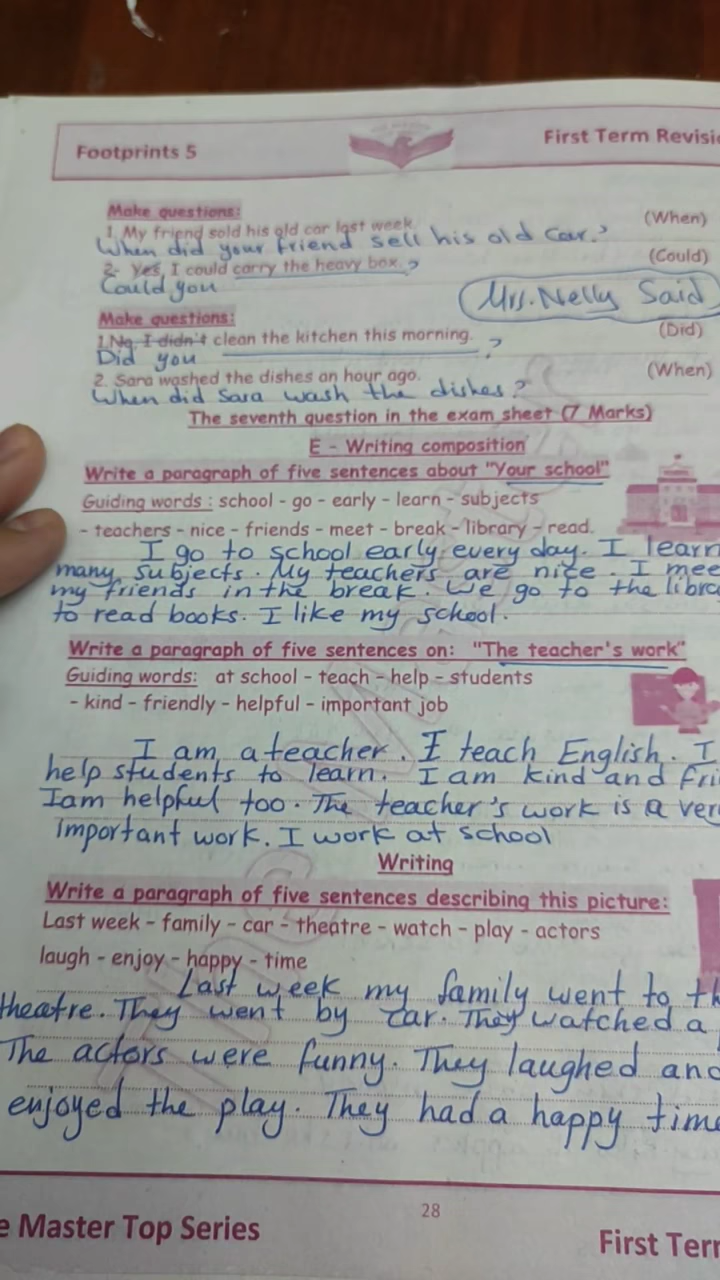 Footprints 5
First Term
Make questions:
(When)
1. My friend sold his old car last week.
When did your friend sell his old car?
(Could)
2- Yes, I could carry the heavy box.?
Could you
Mrs. Nelly Said
Make questions:
(Did)
1. No, I didn't clean the kitchen this morning.
Did you ?
(When)
2. Sara washed the dishes an hour ago.
When did Sara wash the dishes?
The seventh question in the exam sheet (7 Marks)
E - Writing composition
Write a paragraph of five sentences about "Your school"
Guiding words : school - go - early - learn - subjects
- teachers - nice - friends - meet - break - library - read.
I go to school early every day. I learn
many subjects. My teachers are nice. I
my friends in the break. We go to the
to read books. I like my school.
Write a paragraph of five sentences on: "The teacher's work"
Guiding words: at school - teach - help - students
- kind - friendly - helpful - important job
I am a teacher. I teach English. I
help students to learn. I am kind and
I am helpful too. The teacher's work is a
important work. I work at school
Writing
Write a paragraph of five sentences describing this picture:
Last week - family - car - theatre - watch - play - actors
laugh - enjoy - happy - time
Last week my family went to
theatre. They went by car. They watched a
The actors were funny. They laughed and
enjoyed the play. They had a happy time
28
Master Top Series
First